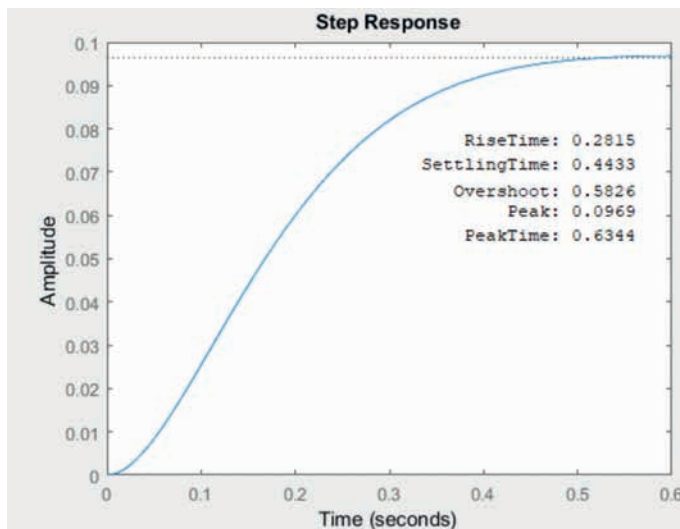 Step Response
0.1
0.09
0.08
0.07
0.06
0.05
0.04
0.03
0.02
0.01
0
Amplitude
RiseTime: 0.2815
SettlingTime: 0.4433
Overshoot: 0.5826
Peak: 0.0969
PeakTime: 0.6344
0 0.1 0.2 0.3 0.4 0.5 0.6
Time (seconds)